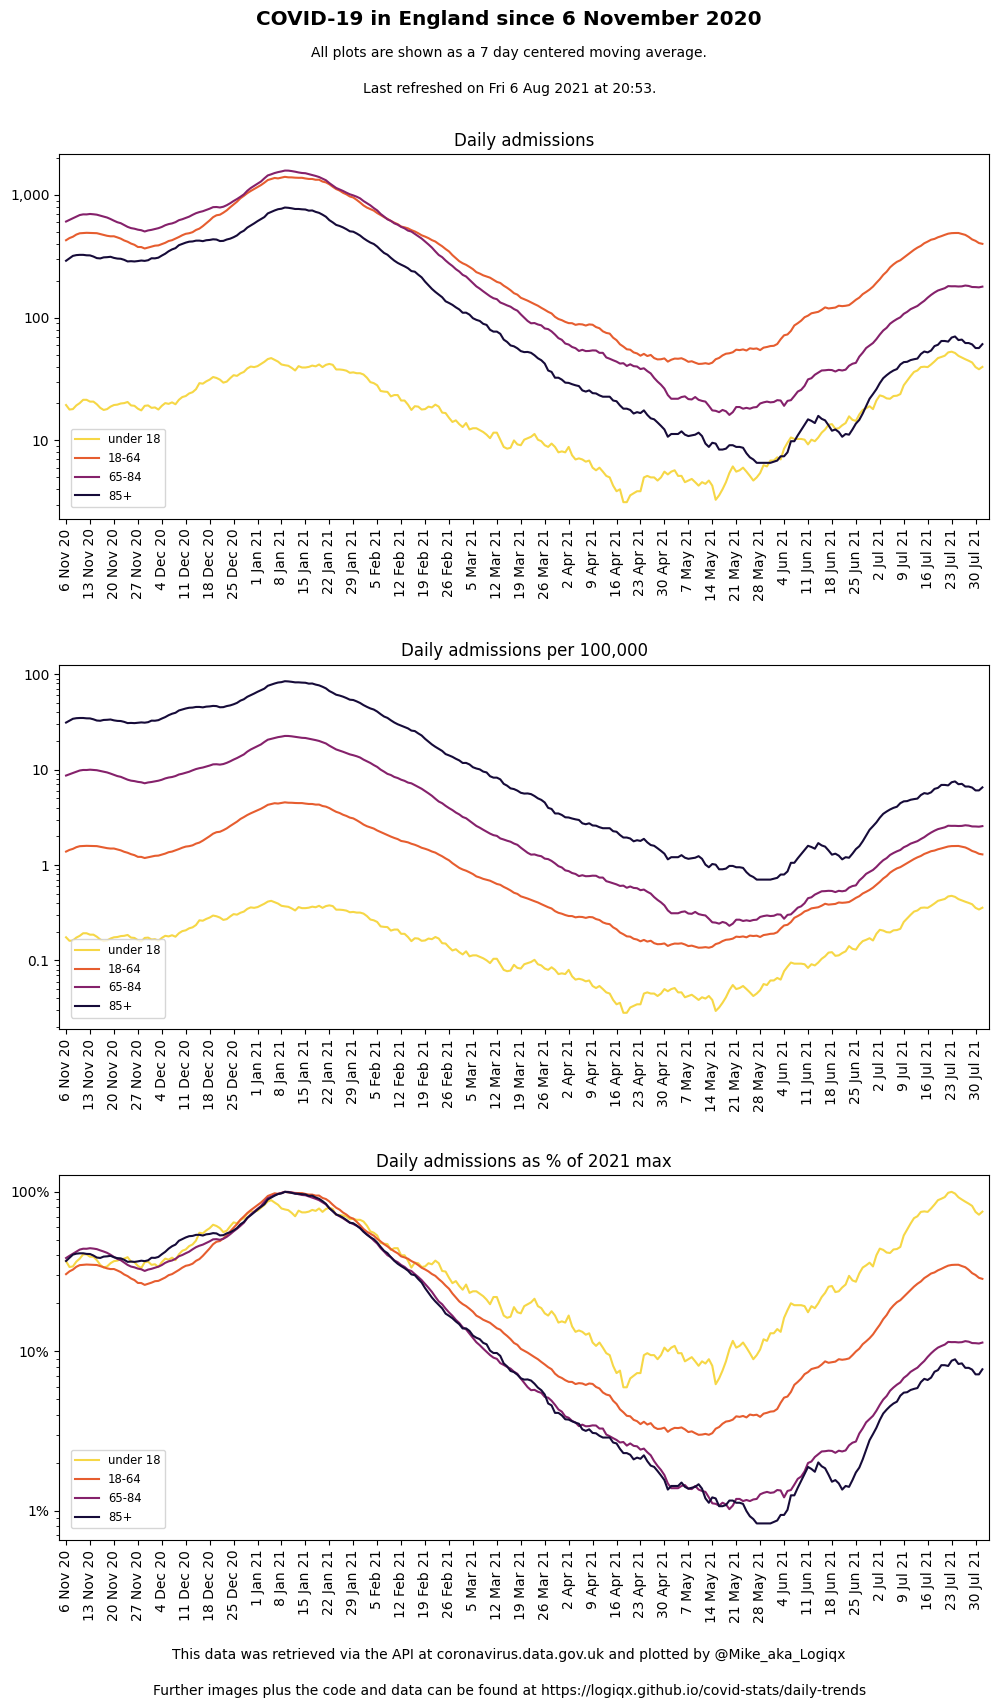 COVID-19 in England since 6 November 2020
All plots are shown as a 7 day centered moving average.
Last refreshed on Fri 6 Aug 2021 at 20:53.
Daily admissions
1,000
100
10
under 18
18-64
65-84
85+
6 Nov 20
13 Nov 20
20 Nov 20
27 Nov 20
4 Dec 20
11 Dec 20
18 Dec 20
25 Dec 20
1 Jan 21
8 Jan 21
15 Jan 21
22 Jan 21
29 Jan 21
5 Feb 21
12 Feb 21
19 Feb 21
26 Feb 21
5 Mar 21
12 Mar 21
19 Mar 21
26 Mar 21
2 Apr 21
9 Apr 21
16 Apr 21
23 Apr 21
30 Apr 21
7 May 21
14 May 21
21 May 21
28 May 21
4 Jun 21
11 Jun 21
18 Jun 21
25 Jun 21
2 Jul 21
9 Jul 21
16 Jul 21
23 Jul 21
30 Jul 21
Daily admissions per 100,000
100
10
1
0.1
under 18
18-64
65-84
85+
6 Nov 20
13 Nov 20
20 Nov 20
27 Nov 20
4 Dec 20
11 Dec 20
18 Dec 20
25 Dec 20
1 Jan 21
8 Jan 21
15 Jan 21
22 Jan 21
29 Jan 21
5 Feb 21
12 Feb 21
19 Feb 21
26 Feb 21
5 Mar 21
12 Mar 21
19 Mar 21
26 Mar 21
2 Apr 21
9 Apr 21
16 Apr 21
23 Apr 21
30 Apr 21
7 May 21
14 May 21
21 May 21
28 May 21
4 Jun 21
11 Jun 21
18 Jun 21
25 Jun 21
2 Jul 21
9 Jul 21
16 Jul 21
23 Jul 21
30 Jul 21
Daily admissions as % of 2021 max
100%
10%
1%
under 18
18-64
65-84
85+
6 Nov 20
13 Nov 20
20 Nov 20
27 Nov 20
4 Dec 20
11 Dec 20
18 Dec 20
25 Dec 20
1 Jan 21
8 Jan 21
15 Jan 21
22 Jan 21
29 Jan 21
5 Feb 21
12 Feb 21
19 Feb 21
26 Feb 21
5 Mar 21
12 Mar 21
19 Mar 21
26 Mar 21
2 Apr 21
9 Apr 21
16 Apr 21
23 Apr 21
30 Apr 21
7 May 21
14 May 21
21 May 21
28 May 21
4 Jun 21
11 Jun 21
18 Jun 21
25 Jun 21
2 Jul 21
9 Jul 21
16 Jul 21
23 Jul 21
30 Jul 21
This data was retrieved via the API at coronavirus.data.gov.uk and plotted by @Mike_aka_Logiqx
Further images plus the code and data can be found at https://logiqx.github.io/covid-stats/daily-trends